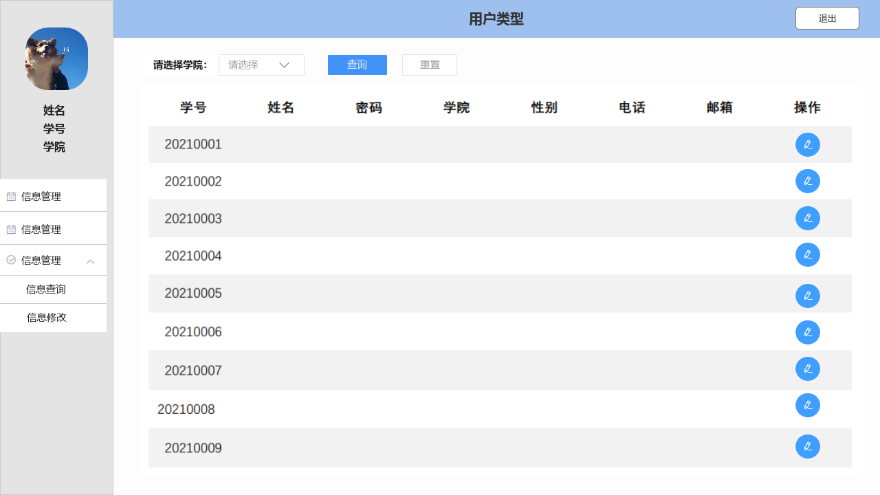 用户类型
退出
姓名
学号
学院
信息管理
信息管理
信息管理
信息查询
信息修改
请选择学院: 请选择 查询 重置
学号 姓名 密码 学院 性别 电话 邮箱 操作
20210001
20210002
20210003
20210004
20210005
20210006
20210007
20210008
20210009